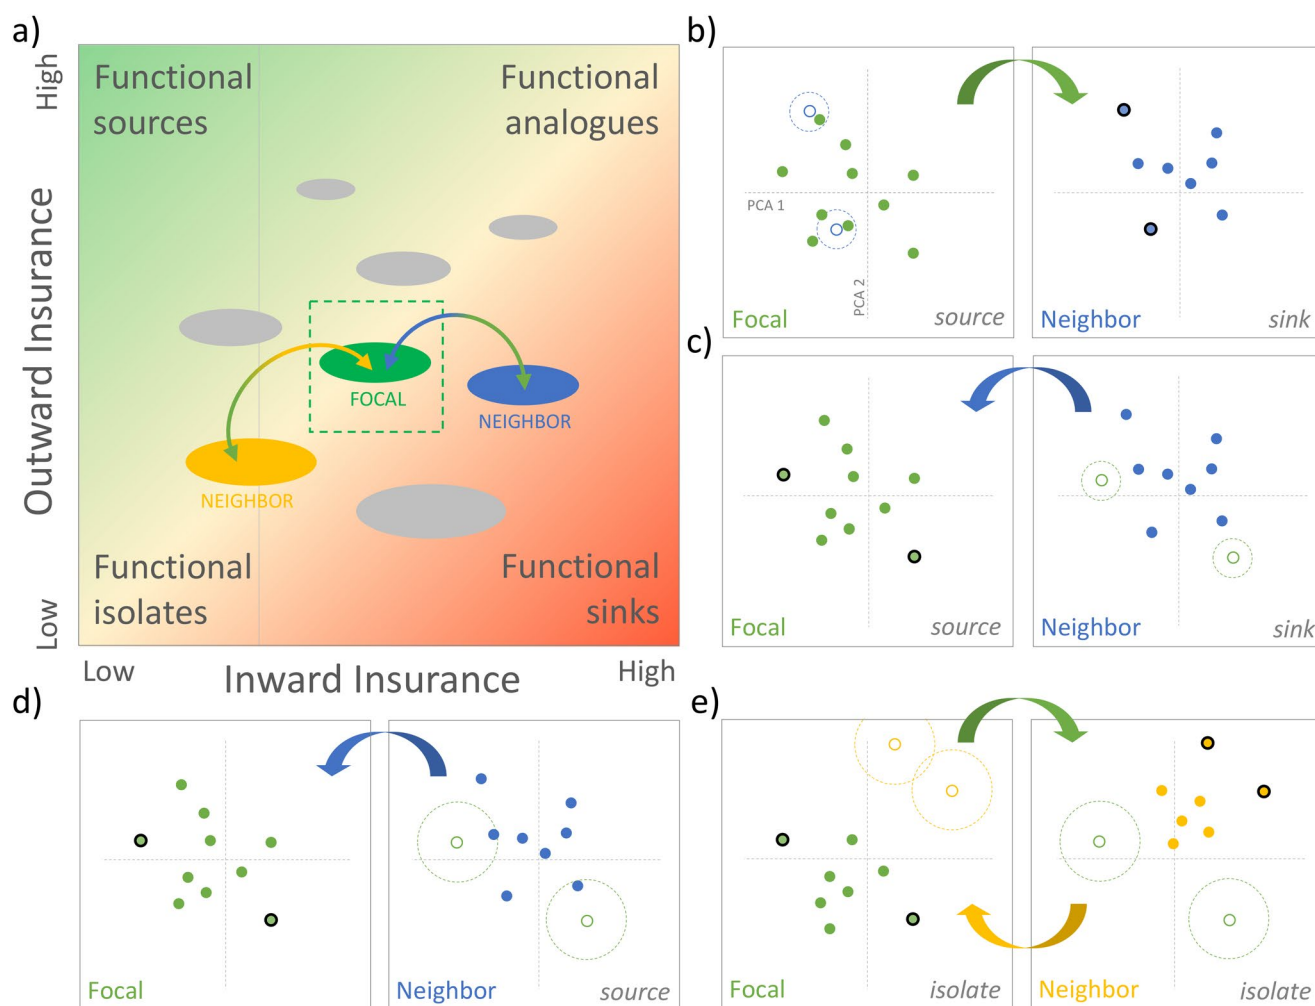 a)
High
Outward Insurance
Low
Functional
sources
Functional
analogues
FOCAL
NEIGHBOR
NEIGHBOR
Functional
isolates
Functional
sinks
Low
Inward Insurance
High
b)
PCA 1
PCA 2
Focal
source
Neighbor
sink
c)
Focal
source
Neighbor
sink
d)
Focal
Neighbor
source
e)
Focal
isolate
Neighbor
isolate